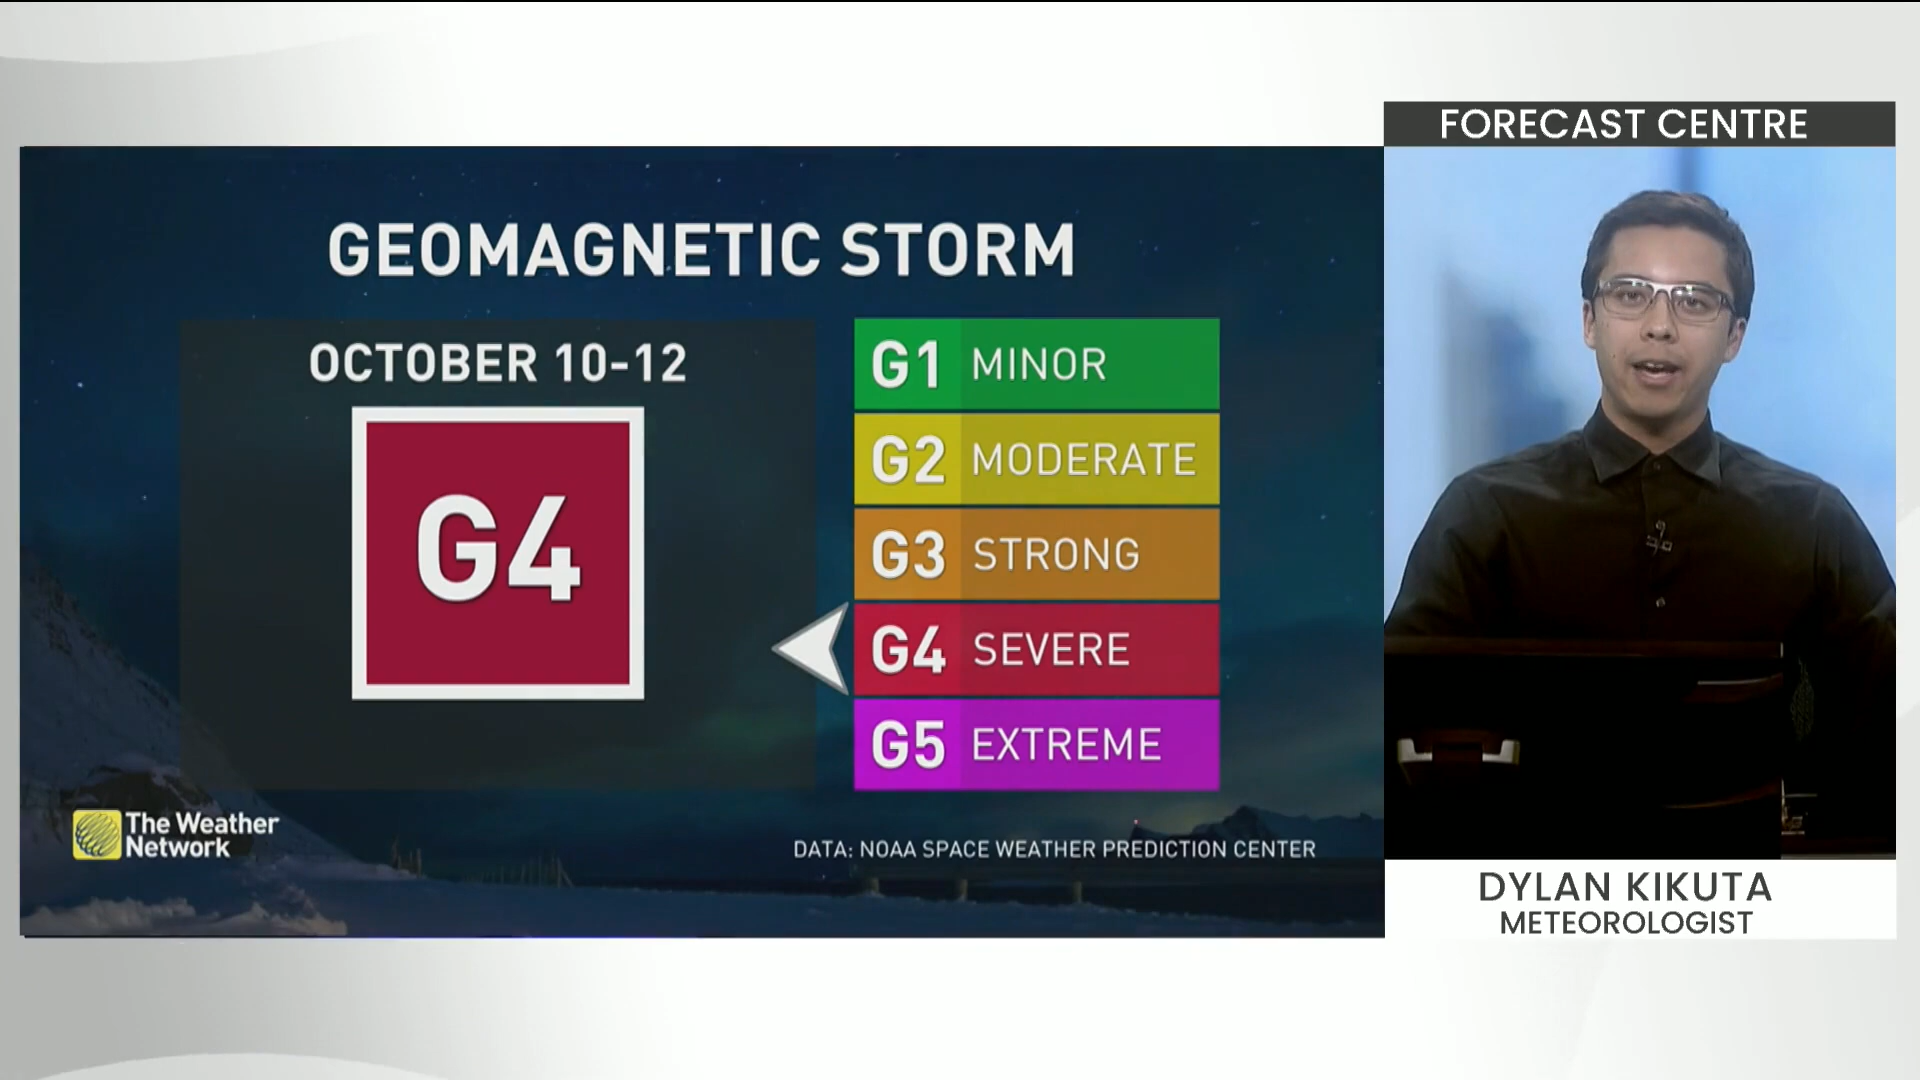 FORECAST CENTRE
GEOMAGNETIC STORM
OCTOBER 10-12
G4
G1 MINOR
G2 MODERATE
G3 STRONG
G4 SEVERE
G5 EXTREME
The Weather
Network
DATA: NOAA SPACE WEATHER PREDICTION CENTER
DYLAN KIKUTA
METEOROLOGIST